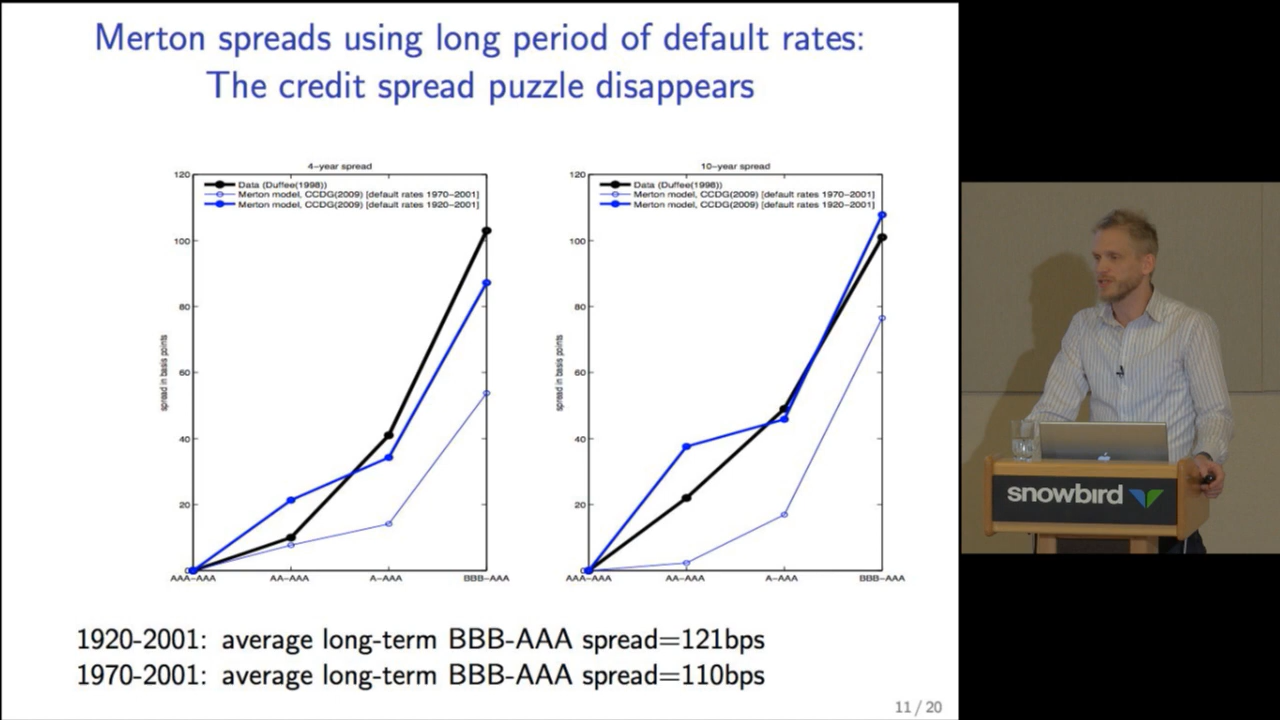 Merton spreads using long period of default rates:
The credit spread puzzle disappears
4−year spread
120
100
80
60
40
20
0
spread in basis points
Data (Duffee(1998))
Merton model, CCDG(2009) [default rates 1970−2001]
Merton model, CCDG(2009) [default rates 1920−2001]
AAA−AAA
AA−AAA
A−AAA
BBB−AAA
10−year spread
120
100
80
60
40
20
0
spread in basis points
Data (Duffee(1998))
Merton model, CCDG(2009) [default rates 1970−2001]
Merton model, CCDG(2009) [default rates 1920−2001]
AAA−AAA
AA−AAA
A−AAA
BBB−AAA
1920-2001: average long-term BBB-AAA spread=121bps
1970-2001: average long-term BBB-AAA spread=110bps
11 / 20
snowbird